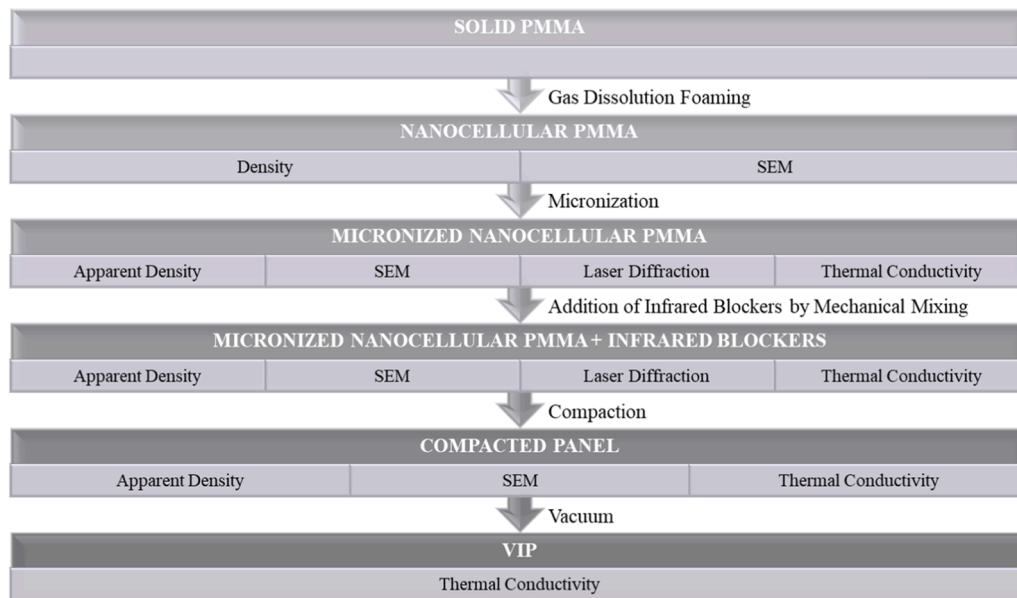 SOLID PMMA
Gas Dissolution Foaming
NANOCELLULAR PMMA
Density SEM
Micronization
MICRONIZED NANOCELLULAR PMMA
Apparent Density SEM Laser Diffraction Thermal Conductivity
Addition of Infrared Blockers by Mechanical Mixing
MICRONIZED NANOCELLULAR PMMA + INFRARED BLOCKERS
Apparent Density SEM Laser Diffraction Thermal Conductivity
Compaction
COMPACTED PANEL
Apparent Density SEM Thermal Conductivity
Vacuum
VIP
Thermal Conductivity